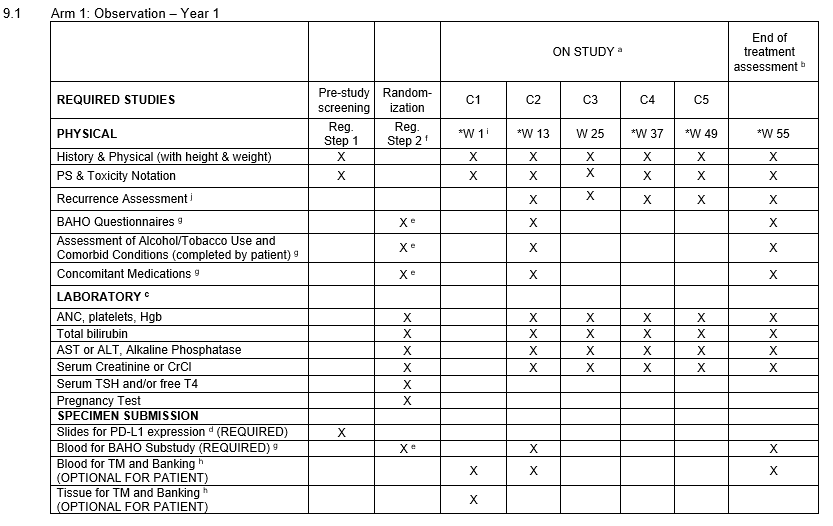 9.1 Arm 1: Observation – Year 1
ON STUDY a
End of
treatment
assessment b
REQUIRED STUDIES
Pre-study
screening
Random-
ization
C1 C2 C3 C4 C5
PHYSICAL
Reg.
Step 1
Reg.
Step 2 f
*W 1 i *W 13 W 25 *W 37 *W 49 *W 55
History & Physical (with height & weight) X X X X X X X
PS & Toxicity Notation X X X X X X X
Recurrence Assessment j X X X X X
BAHO Questionnaires g X e X X
Assessment of Alcohol/Tobacco Use and
Comorbid Conditions (completed by patient) g X e X X
Concomitant Medications g X e X X
LABORATORY c
ANC, platelets, Hgb X X X X X X
Total bilirubin X X X X X X
AST or ALT, Alkaline Phosphatase X X X X X X
Serum Creatinine or CrCl X X X X X X
Serum TSH and/or free T4 X
Pregnancy Test X
SPECIMEN SUBMISSION
Slides for PD-L1 expression d (REQUIRED) X
Blood for BAHO Substudy (REQUIRED) g X e X X
Blood for TM and Banking h
(OPTIONAL FOR PATIENT) X X X
Tissue for TM and Banking h
(OPTIONAL FOR PATIENT) X